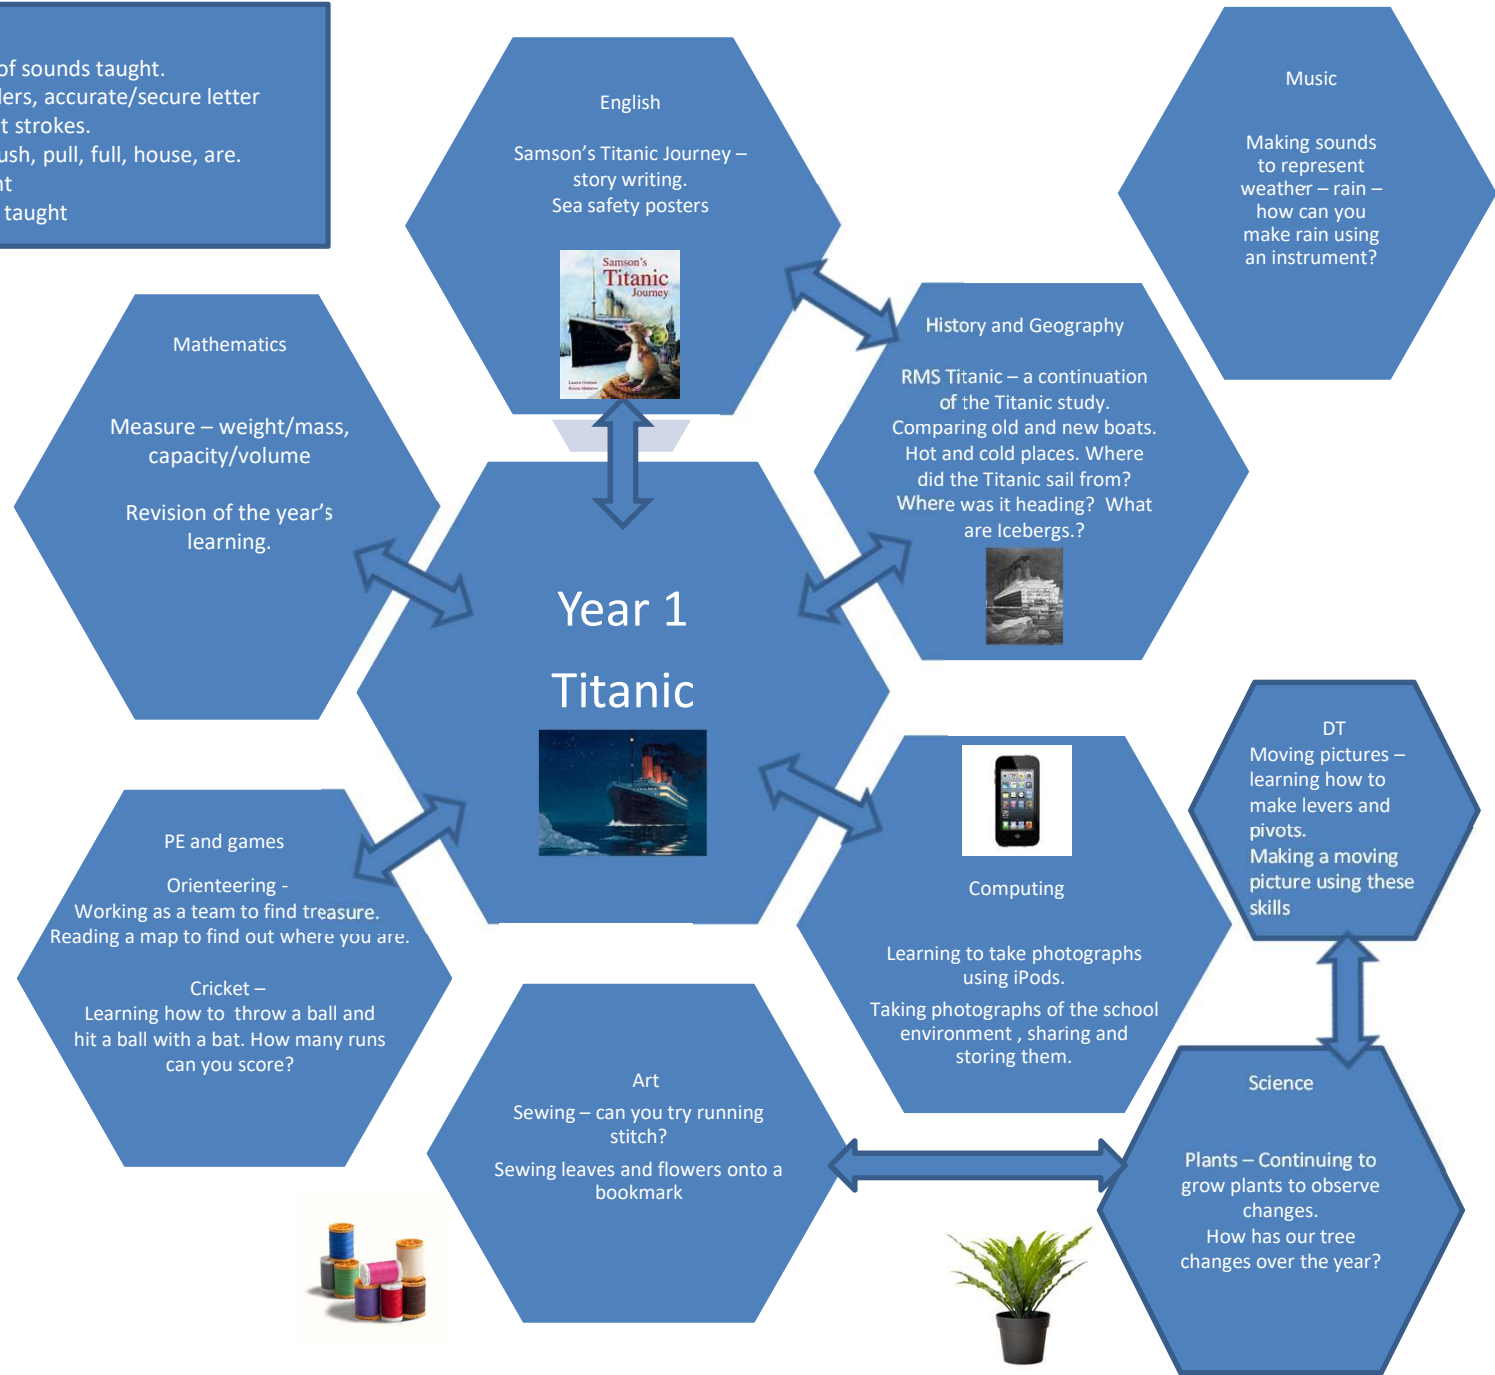 of sounds taught.
ers, accurate/secure letter
t strokes.
ush, pull, full, house, are.
nt
taught
English
Samson’s Titanic Journey –
story writing.
Sea safety posters
Samson's
Titanic
Journey
Music
Making sounds
to represent
weather – rain –
how can you
make rain using
an instrument?
Mathematics
Measure – weight/mass,
capacity/volume
Revision of the year’s
learning.
History and Geography
RMS Titanic – a continuation
of the Titanic study.
Comparing old and new boats.
Hot and cold places. Where
did the Titanic sail from?
Where was it heading?  What
are Icebergs.?
Year 1
Titanic
DT
Moving pictures –
learning how to
make levers and
pivots.
Making a moving
picture using these
skills
PE and games
Orienteering -
Working as a team to find treasure.
Reading a map to find out where you are.
Cricket –
Learning how to  throw a ball and
hit a ball with a bat. How many runs
can you score?
Computing
Learning to take photographs
using iPods.
Taking photographs of the school
environment , sharing and
storing them.
Art
Sewing – can you try running
stitch?
Sewing leaves and flowers onto a
bookmark
Science
Plants – Continuing to
grow plants to observe
changes.
How has our tree
changes over the year?